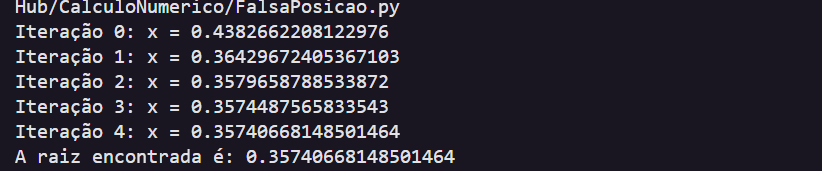 Hub/CalculoNumerico/FalsaPosicao.py
Iteração 0: x = 0.4382662208122976
Iteração 1: x = 0.36429672405367103
Iteração 2: x = 0.3579658788533872
Iteração 3: x = 0.3574487565833543
Iteração 4: x = 0.35740668148501464
A raiz encontrada é: 0.35740668148501464